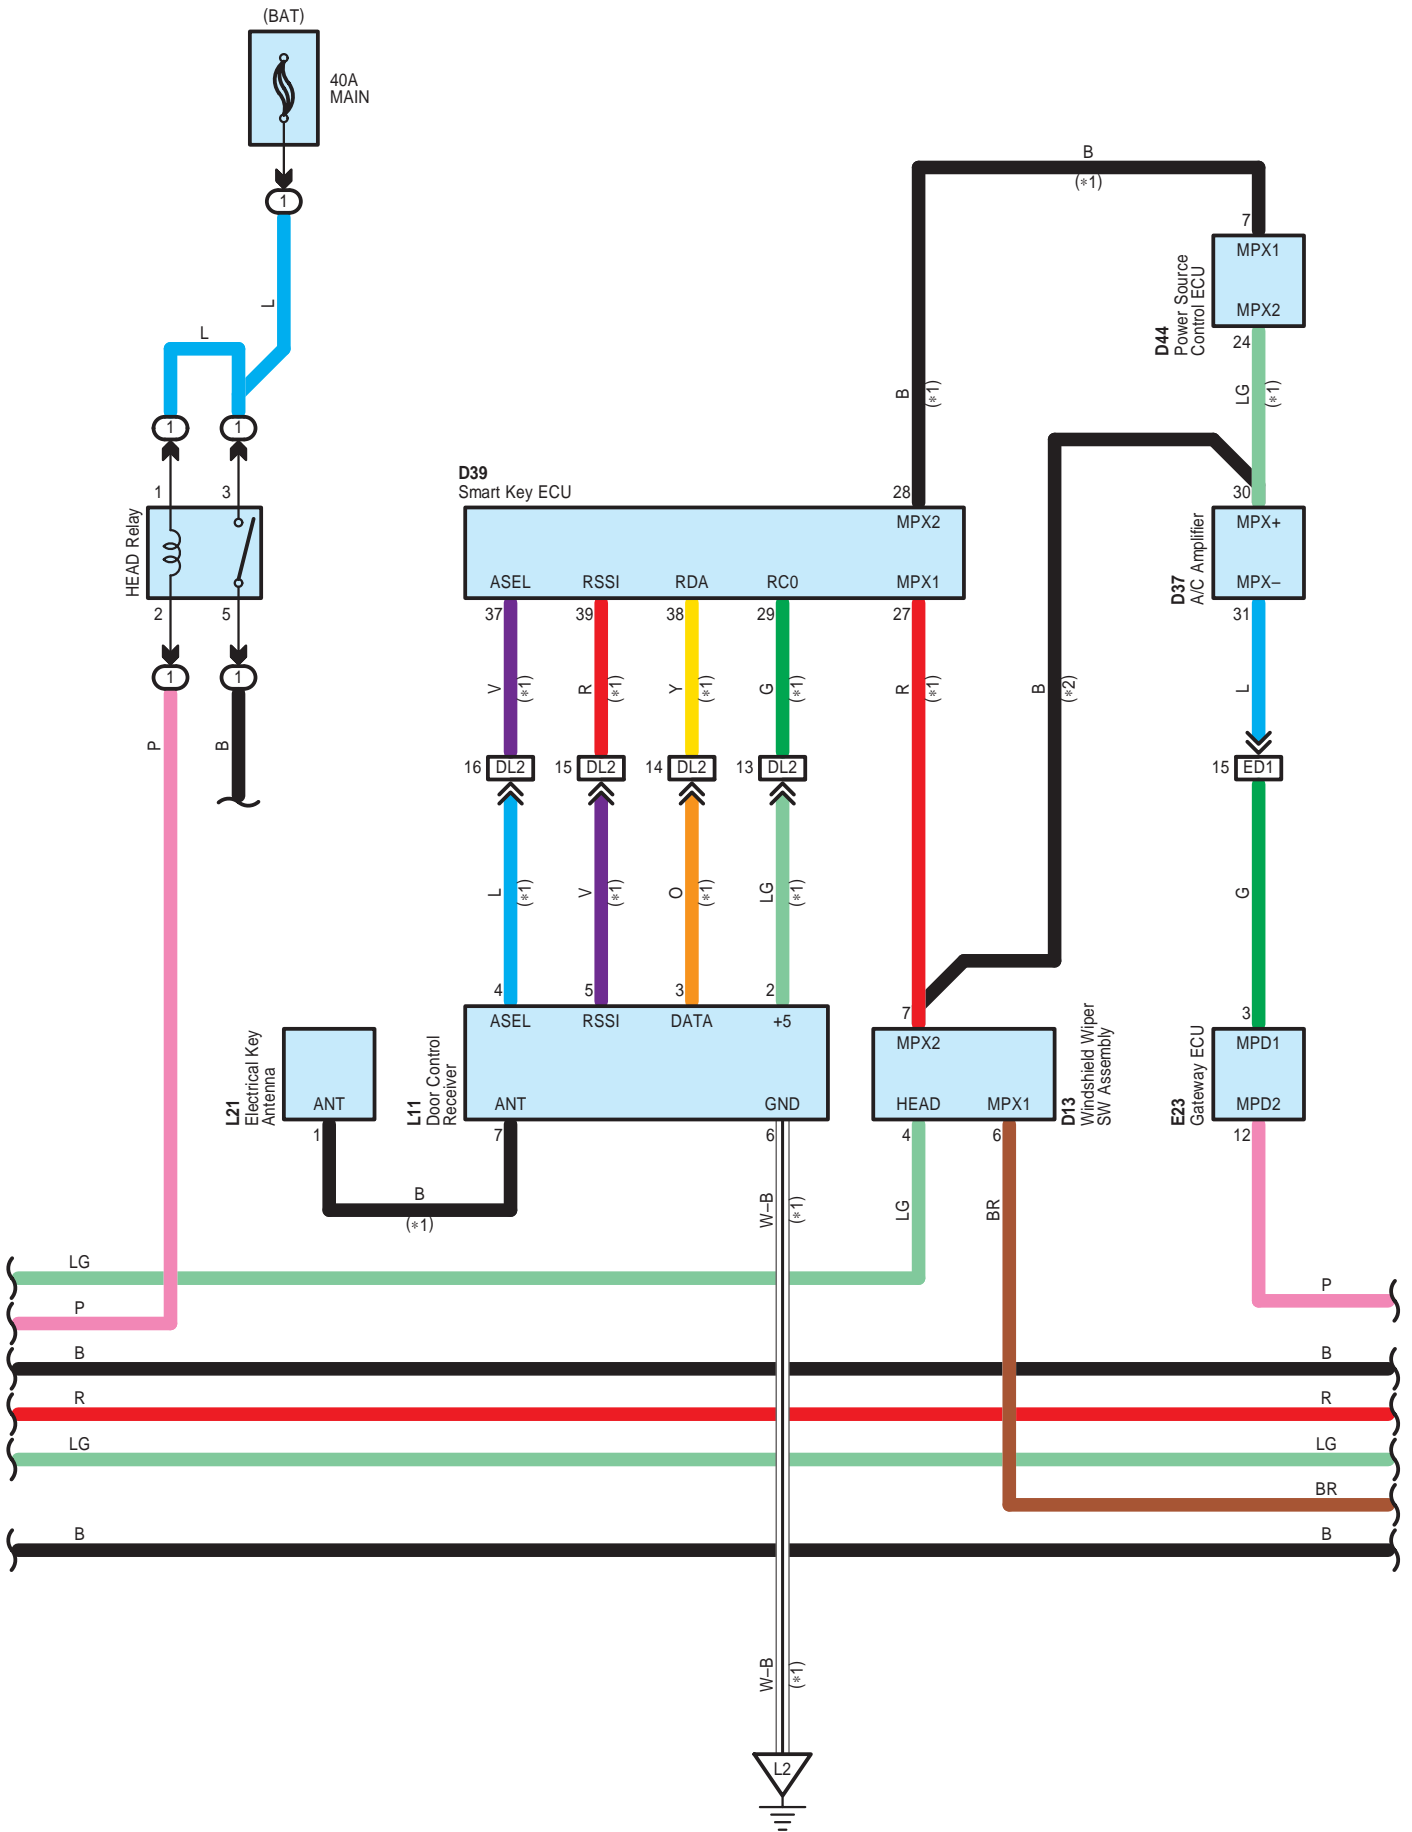 (BAT)
40A
MAIN
1
L
L
1
1
1
3
HEAD Relay
2
5
1
1
P
B
B
(*1)
7
MPX1
MPX2
D44
Power Source
Control ECU
24
B
(*1)
LG
(*1)
D39
Smart Key ECU
28
30
MPX2
MPX+
ASEL
RSSI
RDA
RC0
MPX1
MPX–
D37
A/C Amplifier
37
39
38
29
27
31
V
(*1)
R
(*1)
Y
(*1)
G
(*1)
R
(*1)
B
(*2)
L
16
DL2
15
DL2
14
DL2
13
DL2
15
ED1
L
(*1)
V
(*1)
O
(*1)
LG
(*1)
G
4
5
3
2
7
3
ASEL
RSSI
DATA
+5
MPX2
MPD1
L21
Electrical Key
Antenna
ANT
L11
Door Control
Receiver
ANT
GND
HEAD
MPX1
D13
Windshield Wiper
SW Assembly
E23
Gateway ECU
MPD2
1
7
6
4
6
12
B
(*1)
W–B
(*1)
LG
BR
LG
P
P
B
B
R
R
LG
LG
BR
B
B
W–B
(*1)
L2